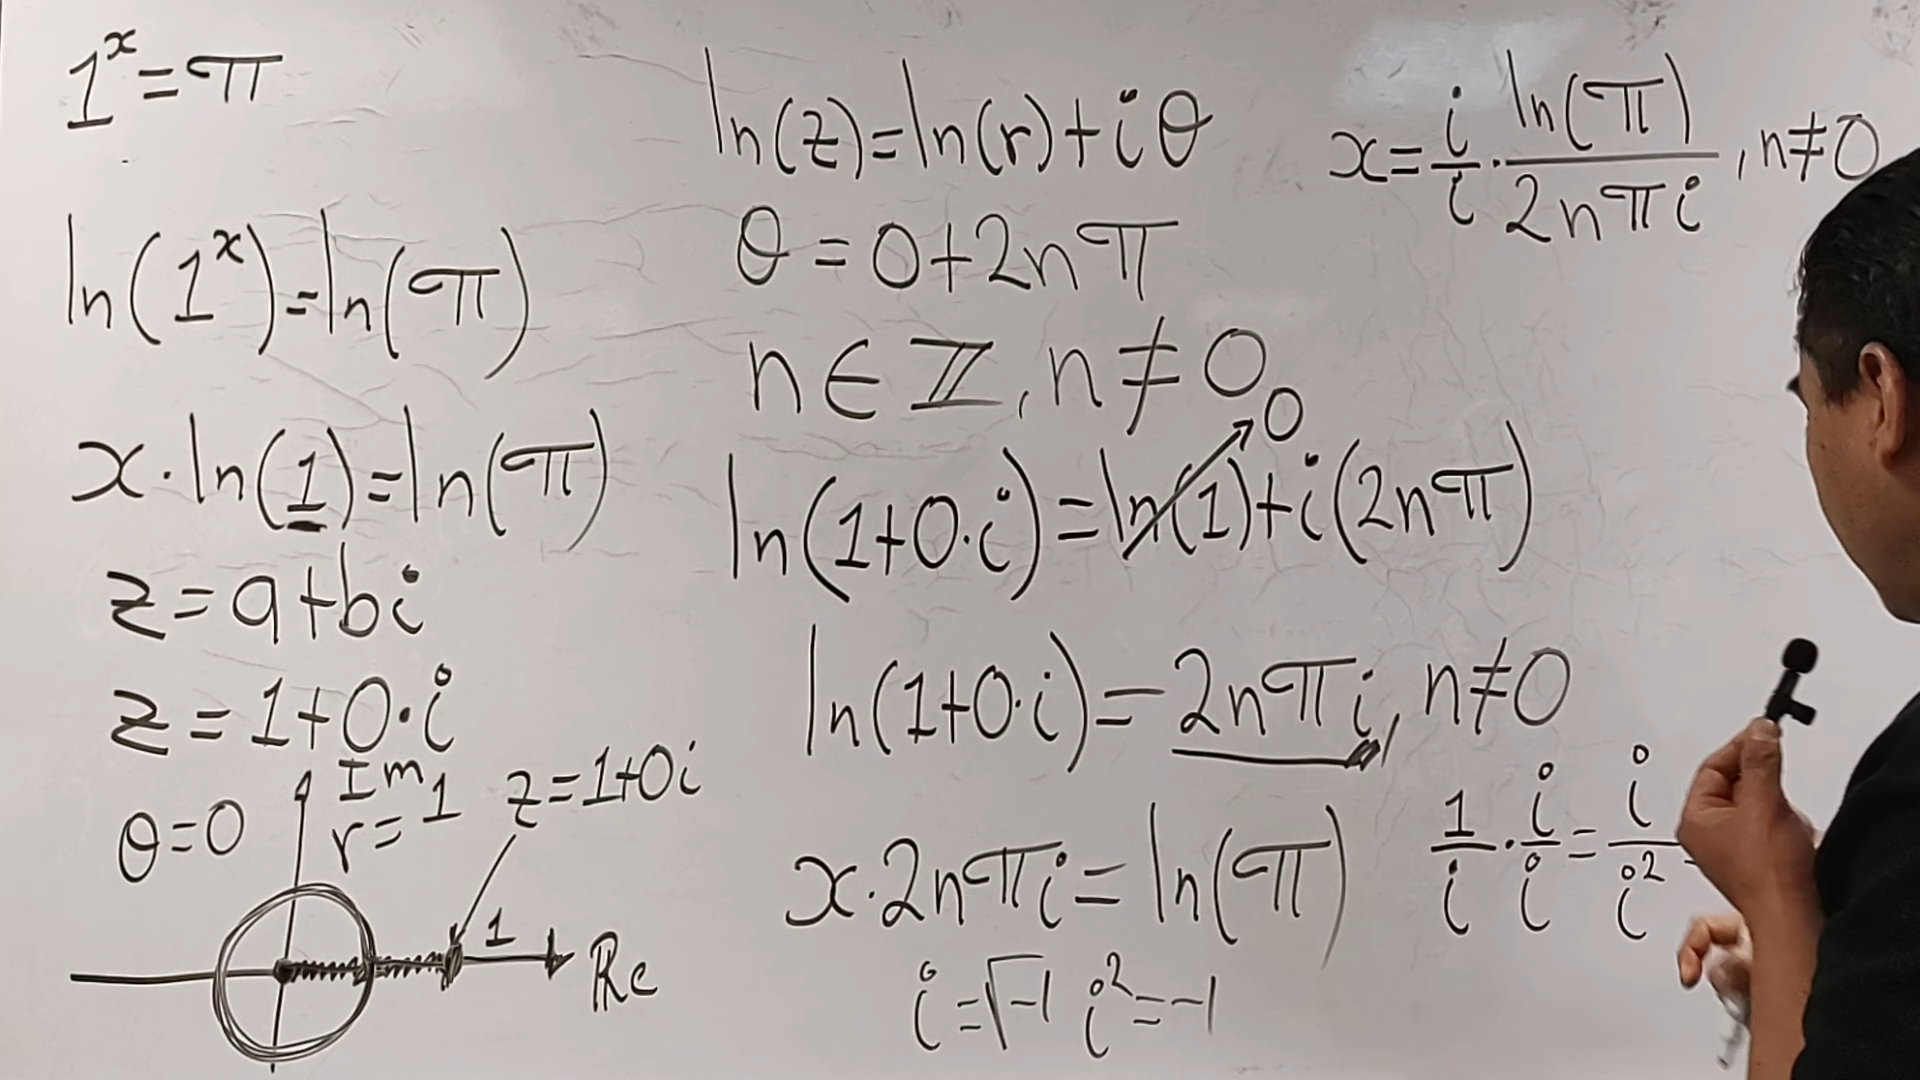 1^x = π
ln(1^x) = ln(π)
x · ln(1) = ln(π)
z = a + bi
z = 1 + 0·i
θ = 0
Im
r = 1
z = 1 + 0i
1
Re
ln(z) = ln(r) + iθ
θ = 0 + 2nπ
n ∈ ℤ, n ≠ 0
0
ln(1 + 0·i) = ln(1) + i(2nπ)
ln(1 + 0·i) = 2nπi, n ≠ 0
x · 2nπi = ln(π)
i = √-1 i² = -1
x = i/i · ln(π)/2nπi, n ≠ 0
1/i · i/i = i/i²